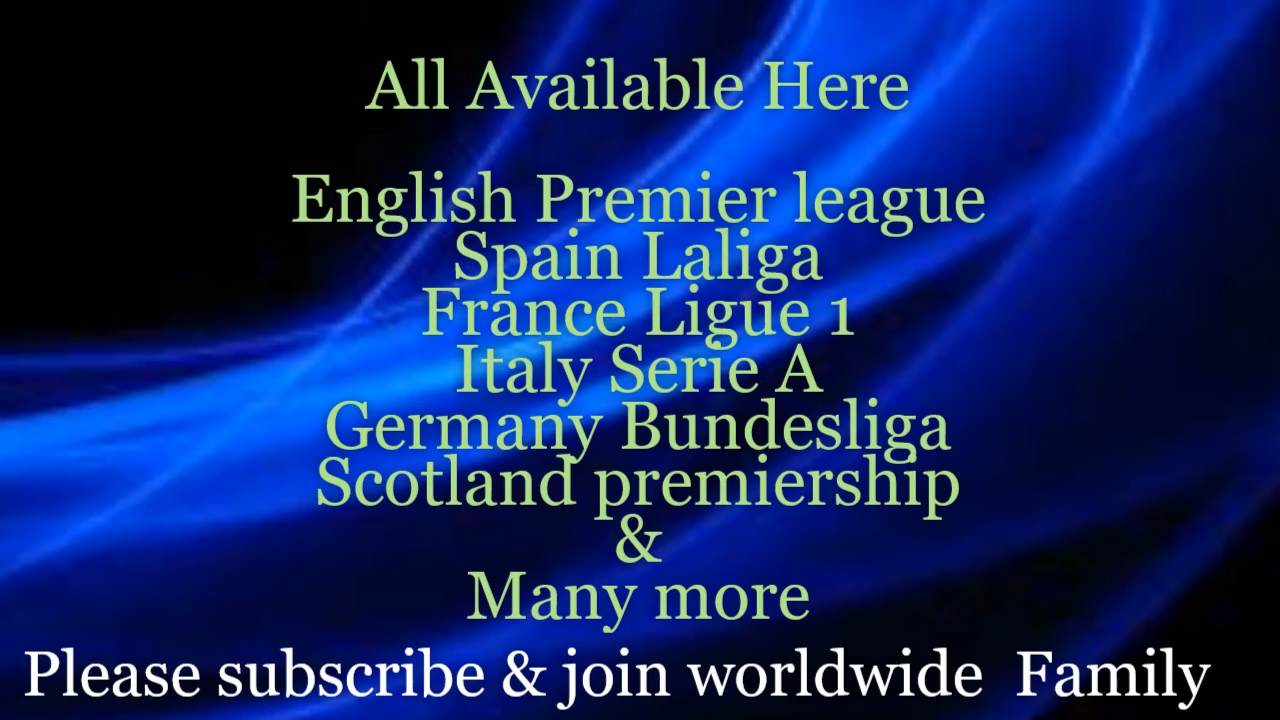 All Available Here
English Premier league
Spain Laliga
France Ligue 1
Italy Serie A
Germany Bundesliga
Scotland premiership
&
Many more
Please subscribe & join worldwide Family